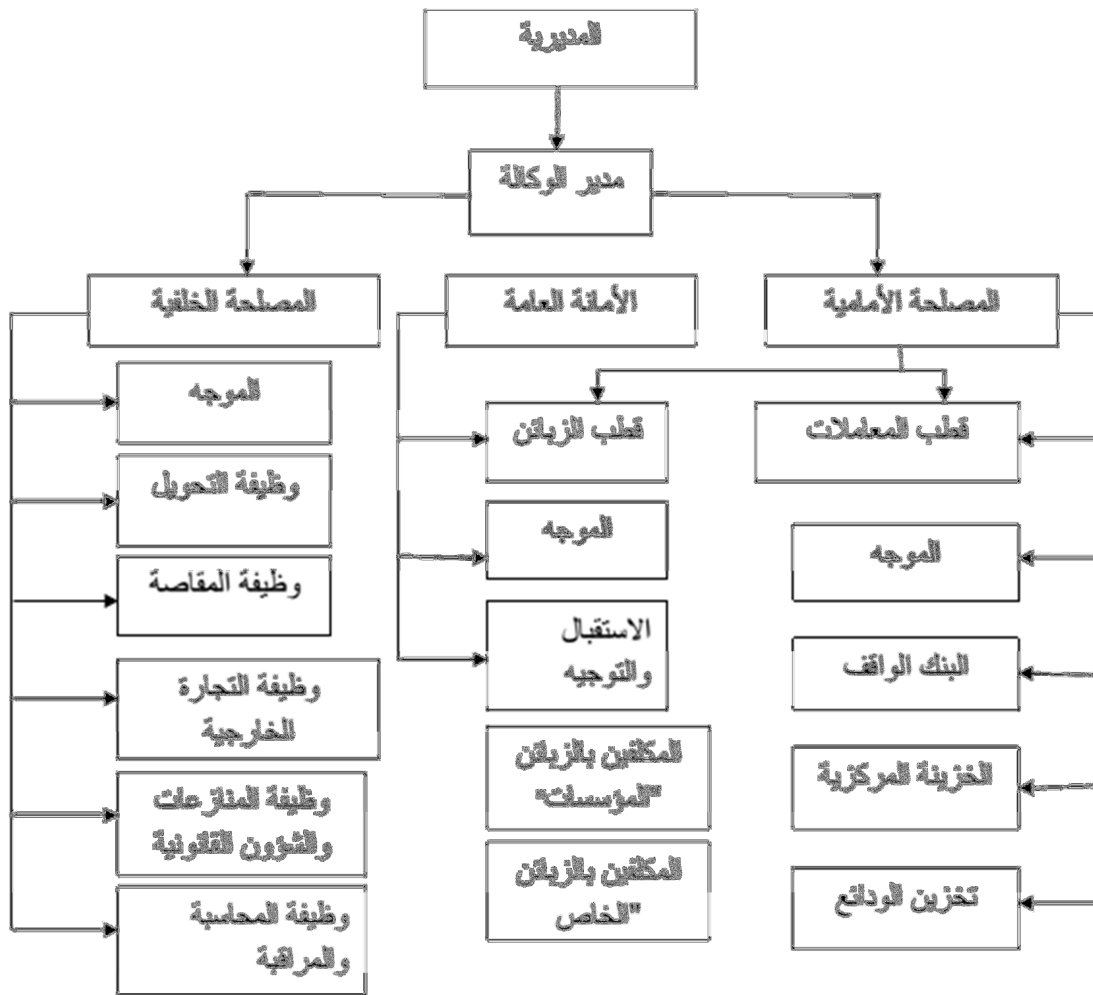 المديرية
مدير الوكالة
المصلحة الأمامية
الأمانة العامة
المصلحة الخلفية
قطب المعاملات
الموجه
البنك الواقف
الخزينة المركزية
تخزين الودائع
قطب الزبائن
الموجه
الاستقبال
والتوجيه
المكلفين بالزبائن
"المؤسسات"
المكلفين بالزبائن
"الخاص
الموجه
وظيفة التحويل
وظيفة المقاصة
وظيفة التجارة
الخارجية
وظيفة المنازعات
والشؤون القانونية
وظيفة المحاسبة
والمراقبة